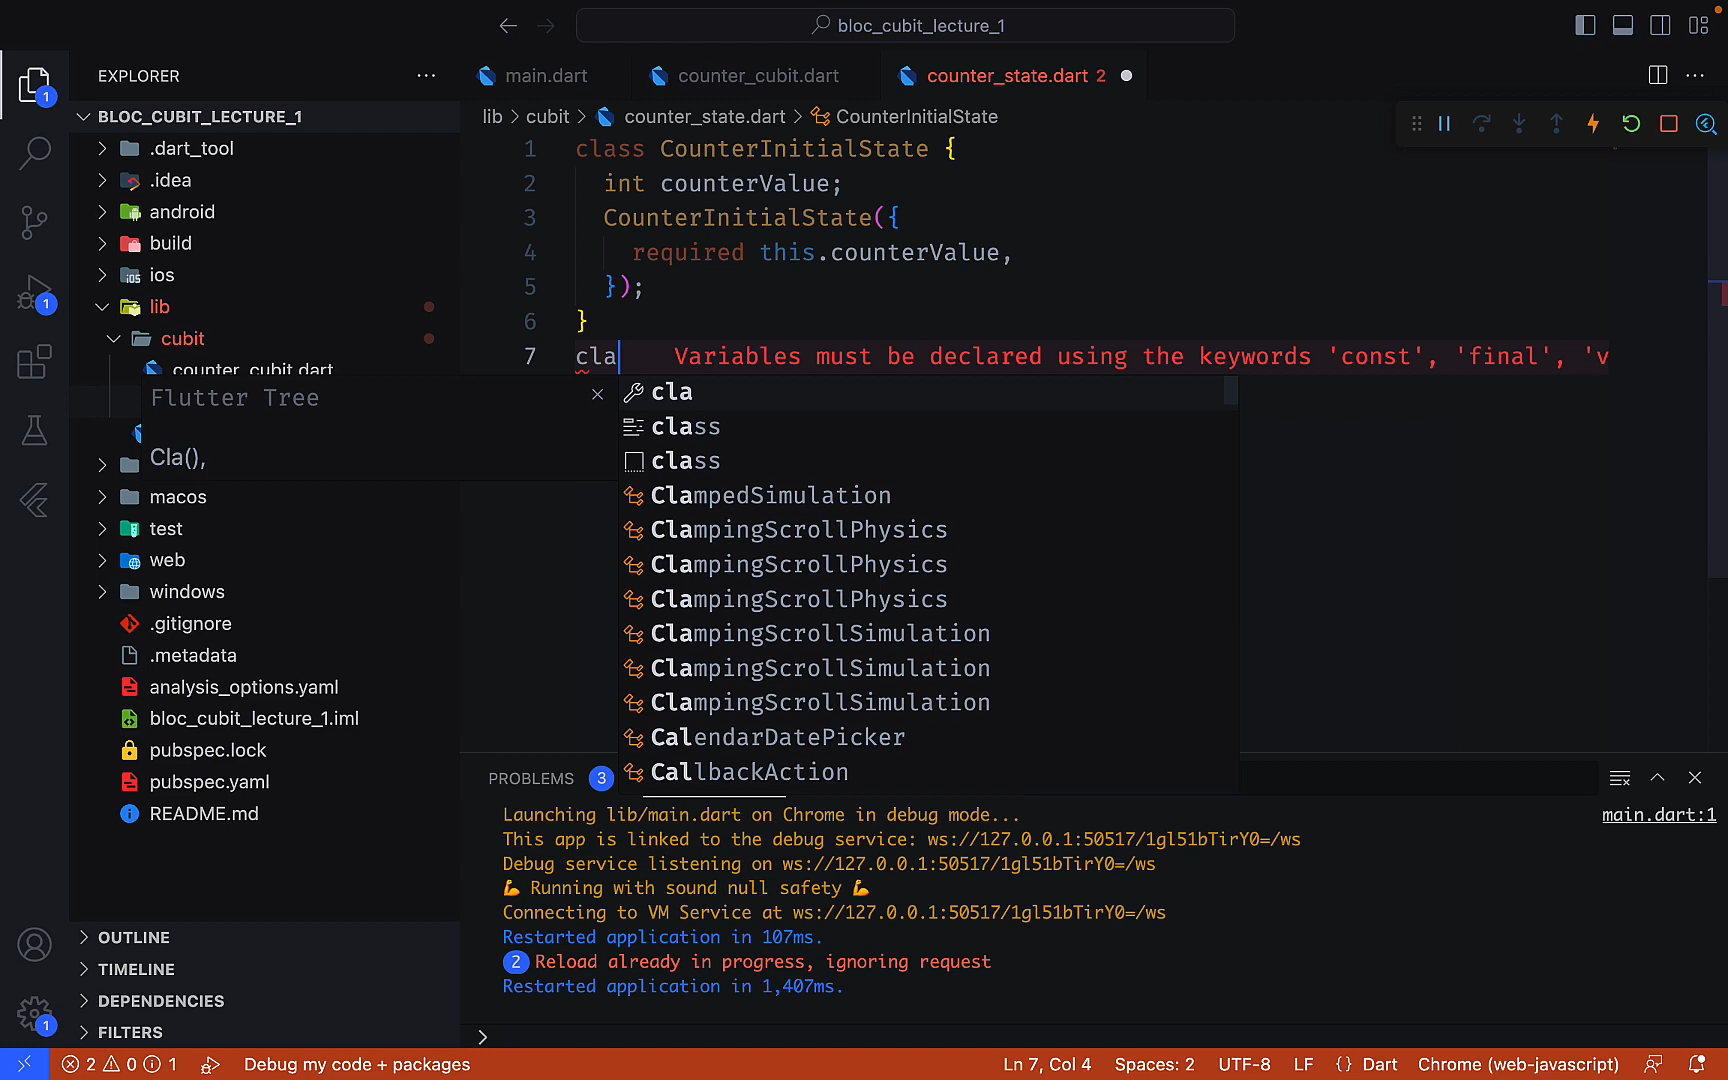 bloc_cubit_lecture_1
EXPLORER
main.dart
counter_cubit.dart
counter_state.dart 2
BLOC_CUBIT_LECTURE_1
lib > cubit > counter_state.dart > CounterInitialState
.dart_tool
.idea
android
build
ios
lib
cubit
counter_cubit.dart
1 class CounterInitialState {
2 int counterValue;
3 CounterInitialState({
4 required this.counterValue,
5 });
6 }
7 cla Variables must be declared using the keywords 'const', 'final', 'v
Flutter Tree
Cla(),
cla
class
class
ClampedSimulation
ClampingScrollPhysics
ClampingScrollPhysics
ClampingScrollPhysics
ClampingScrollSimulation
ClampingScrollSimulation
ClampingScrollSimulation
CalendarDatePicker
CallbackAction
macos
test
web
windows
.gitignore
.metadata
analysis_options.yaml
bloc_cubit_lecture_1.iml
pubspec.lock
pubspec.yaml
README.md
1
1
1
OUTLINE
TIMELINE
DEPENDENCIES
FILTERS
PROBLEMS 3
Launching lib/main.dart on Chrome in debug mode...
main.dart:1
This app is linked to the debug service: ws://127.0.0.1:50517/1gl51bTirY0=/ws
Debug service listening on ws://127.0.0.1:50517/1gl51bTirY0=/ws
💪 Running with sound null safety 💪
Connecting to VM Service at ws://127.0.0.1:50517/1gl51bTirY0=/ws
Restarted application in 107ms.
2 Reload already in progress, ignoring request
Restarted application in 1,407ms.
>
2 0 1 Debug my code + packages
Ln 7, Col 4 Spaces: 2 UTF-8 LF {} Dart Chrome (web-javascript)